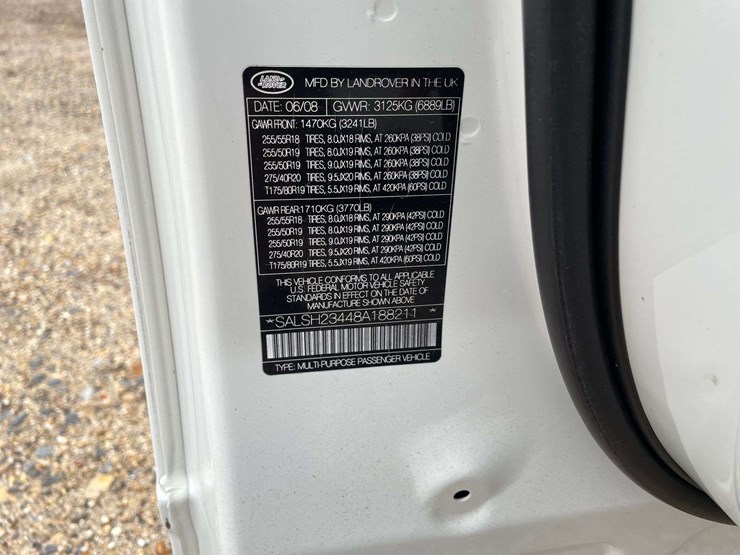 LAND ROVER
MFD BY LANDROVER IN THE UK
DATE: 06/08 GVWR: 3125KG (6889LB)
GAWR FRONT: 1470KG (3241LB)
255/55R18 TIRES, 8.0JX18 RIMS, AT 260KPA (38PSI) COLD
255/50R19 TIRES, 8.0JX19 RIMS, AT 260KPA (38PSI) COLD
255/50R19 TIRES, 9.0JX19 RIMS, AT 260KPA (38PSI) COLD
275/40R20 TIRES, 9.5JX20 RIMS, AT 260KPA (38PSI) COLD
T175/80R19 TIRES, 5.5JX19 RIMS, AT 420KPA (60PSI) COLD
GAWR REAR: 1710KG (3770LB)
255/55R18 TIRES, 8.0JX18 RIMS, AT 290KPA (42PSI) COLD
255/50R19 TIRES, 8.0JX19 RIMS, AT 290KPA (42PSI) COLD
255/50R19 TIRES, 9.0JX19 RIMS, AT 290KPA (42PSI) COLD
275/40R20 TIRES, 9.5JX20 RIMS, AT 290KPA (42PSI) COLD
T175/80R19 TIRES, 5.5JX19 RIMS, AT 420KPA (60PSI) COLD
THIS VEHICLE CONFORMS TO ALL APPLICABLE
U.S. FEDERAL MOTOR VEHICLE SAFETY
STANDARDS IN EFFECT ON THE DATE OF
MANUFACTURE SHOWN ABOVE
*SALSH23448A188211*
TYPE: MULTI-PURPOSE PASSENGER VEHICLE